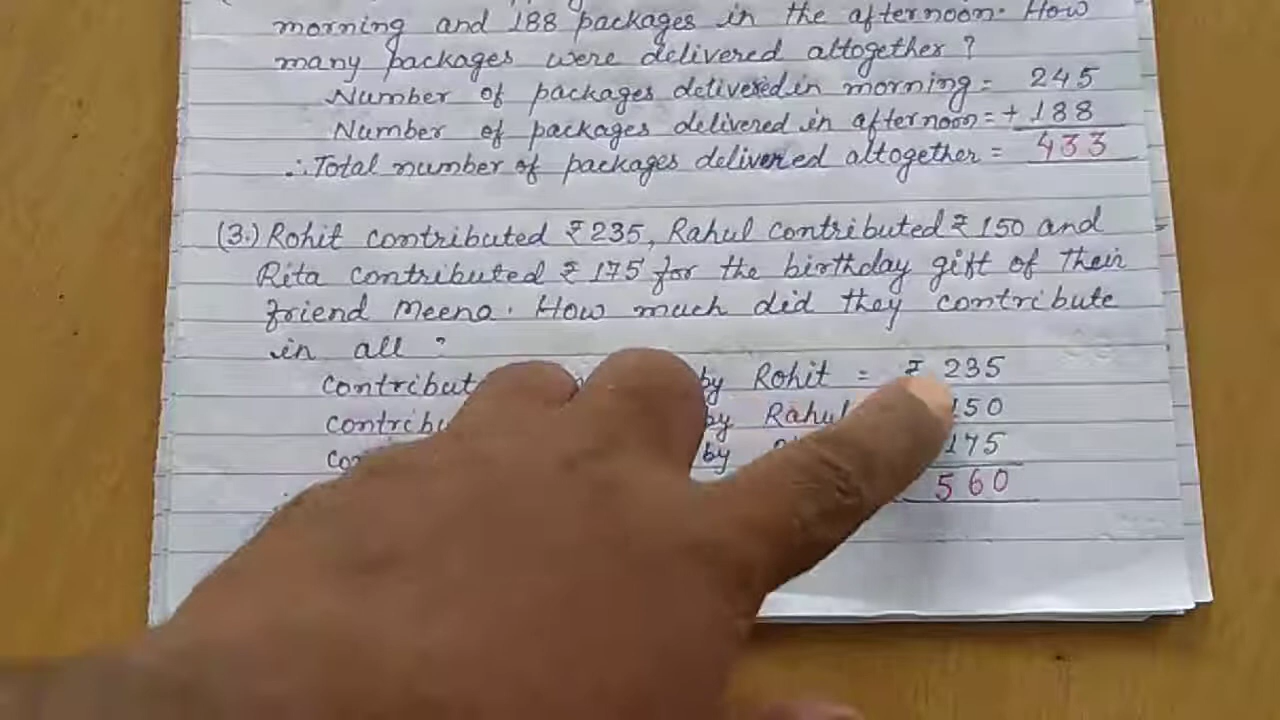 morning and 188 packages in the afternoon. How
many packages were delivered altogether ?
Number of packages delivered in morning = 245
Number of packages delivered in afternoon = + 188
∴ Total number of packages delivered altogether = 433
(3.) Rohit contributed ₹ 235, Rahul contributed ₹ 150 and
Rita contributed ₹ 175 for the birthday gift of their
friend Meena. How much did they contribute
in all ?
by Rohit = ₹ 235
by Rahul 150
by 175
560